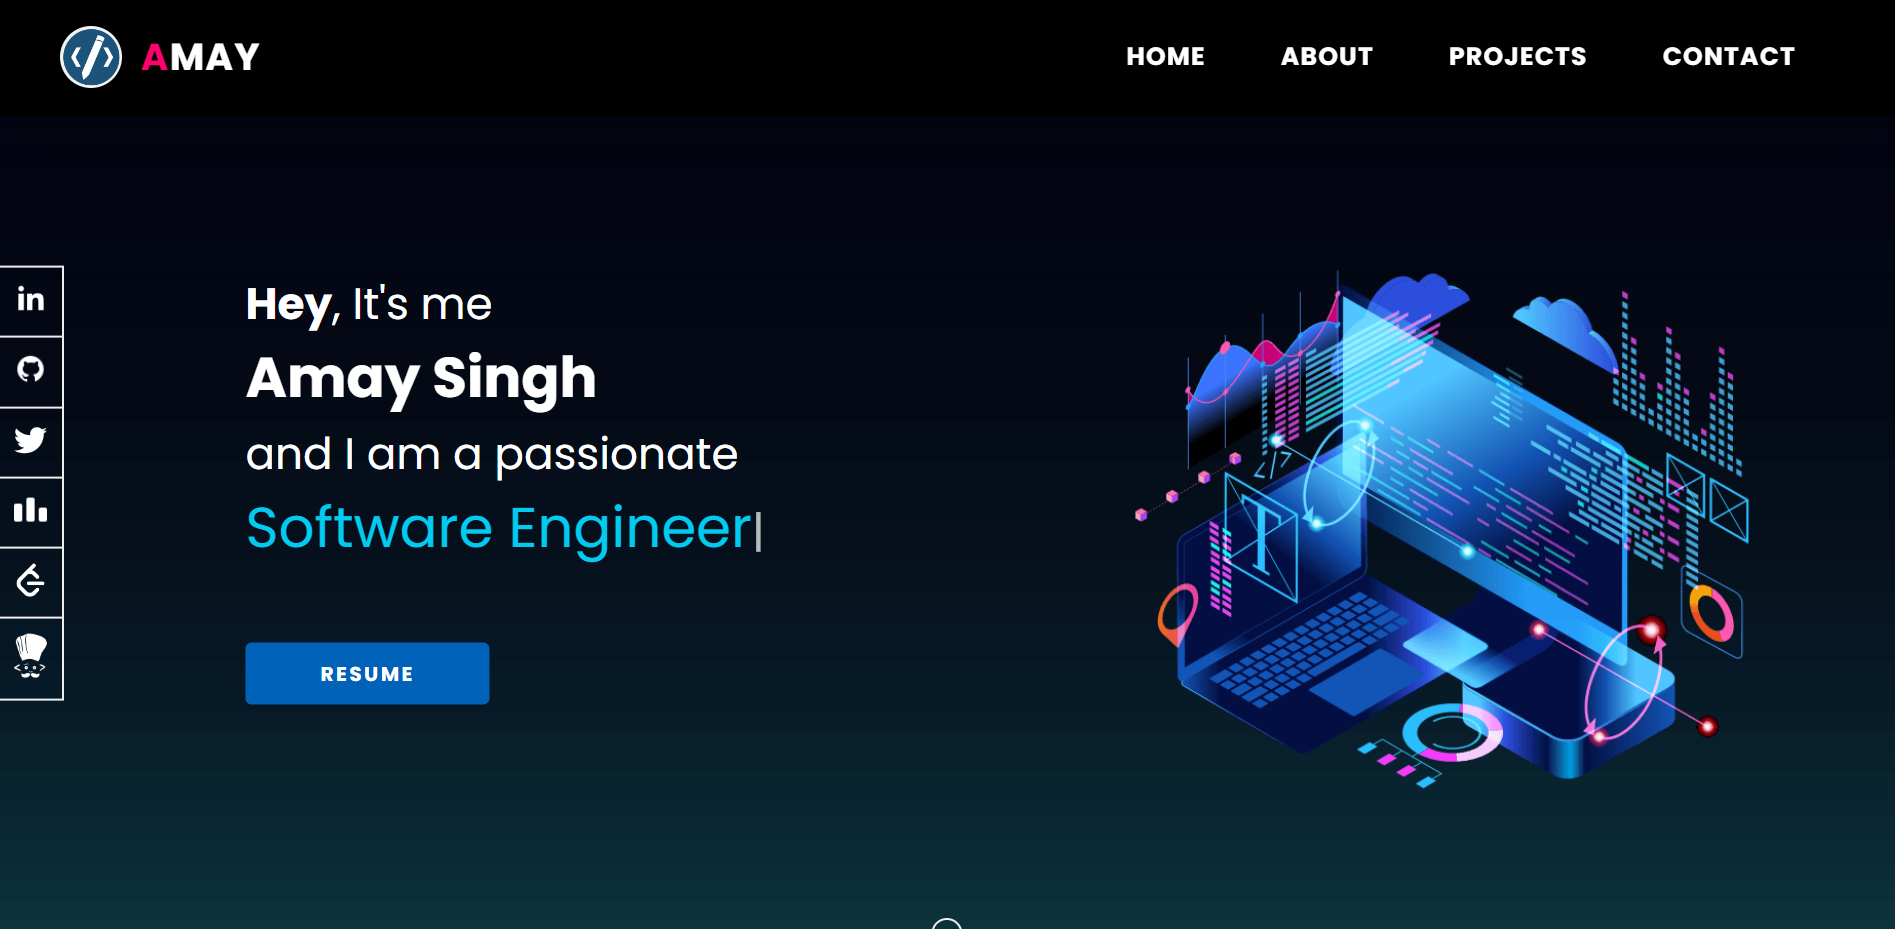 AMAY
HOME ABOUT PROJECTS CONTACT
in
Hey, It's me
Amay Singh
and I am a passionate
Software Engineer|
RESUME
</>
T